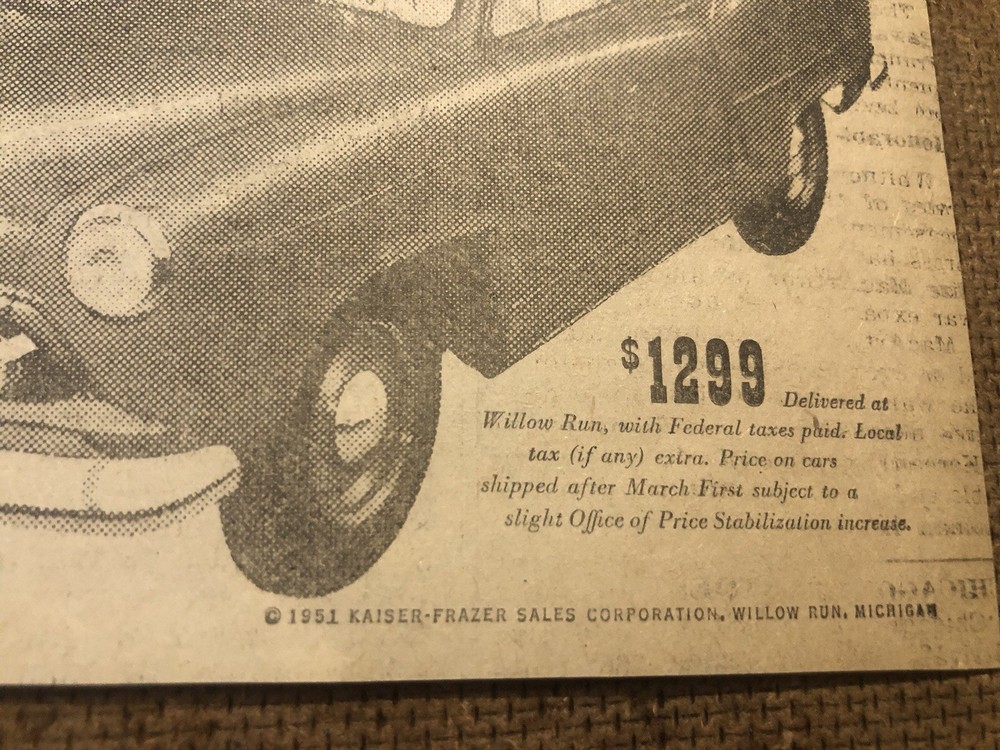 $1299 Delivered at
Willow Run, with Federal taxes paid. Local
tax (if any) extra. Price on cars
shipped after March First subject to a
slight Office of Price Stabilization increase.
© 1951 KAISER-FRAZER SALES CORPORATION, WILLOW RUN, MICHIGAN